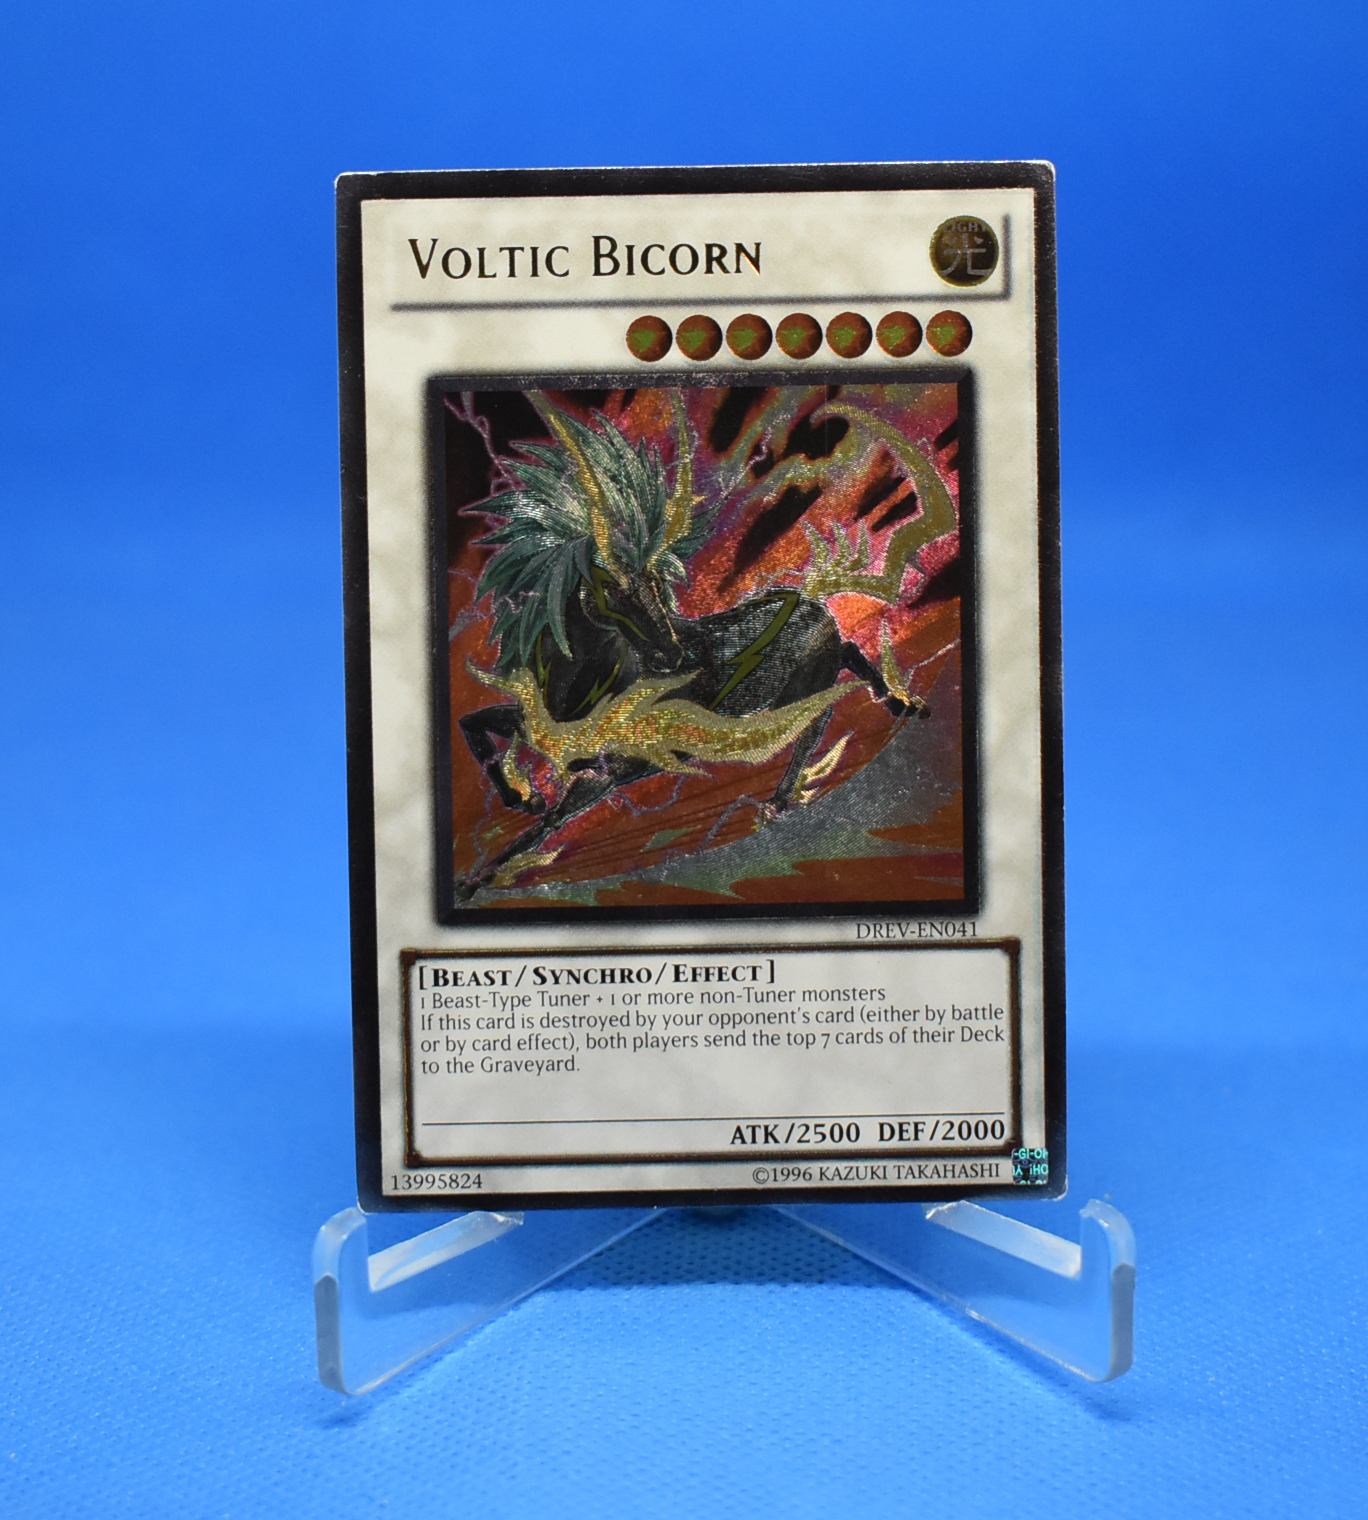 VOLTIC BICORN
LIGHT
光
DREV-EN041
[BEAST/SYNCHRO/EFFECT]
1 Beast-Type Tuner + 1 or more non-Tuner monsters
If this card is destroyed by your opponent's card (either by battle
or by card effect), both players send the top 7 cards of their Deck
to the Graveyard.
ATK/2500 DEF/2000
13995824
©1996 KAZUKI TAKAHASHI